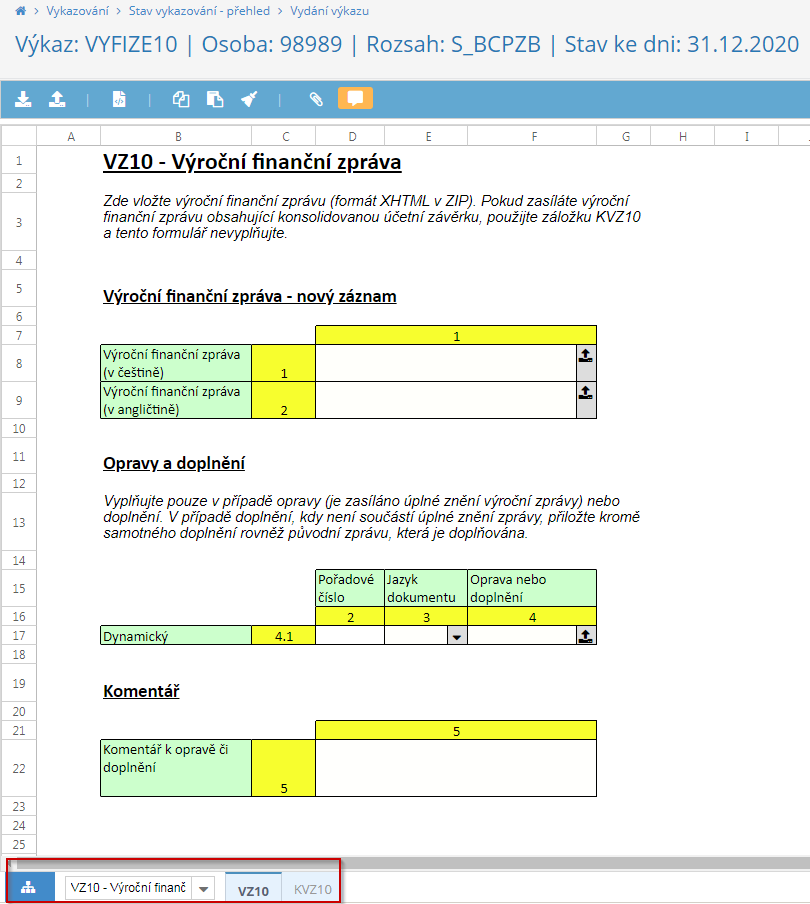 Vykazování > Stav vykazování - přehled > Vydání výkazu
Výkaz: VYFIZE10 | Osoba: 98989 | Rozsah: S_BCPZB | Stav ke dni: 31.12.2020
A B C D E F G H I
1 VZ10 - Výroční finanční zpráva
2
Zde vložte výroční finanční zprávu (formát XHTML v ZIP). Pokud zasíláte výroční
3 finanční zprávu obsahující konsolidovanou účetní závěrku, použijte záložku KVZ10
a tento formulář nevyplňujte.
4
5 Výroční finanční zpráva - nový záznam
6
7 1
Výroční finanční zpráva
8 (v češtině) 1
Výroční finanční zpráva
9 (v angličtině) 2
10
11 Opravy a doplnění
12
Vyplňujte pouze v případě opravy (je zasíláno úplné znění výroční zprávy) nebo
13 doplnění. V případě doplnění, kdy není součástí úplné znění zprávy, přiložte kromě
samotného doplnění rovněž původní zprávu, která je doplňována.
14
Pořadové Jazyk Oprava nebo
15 číslo dokumentu doplnění
16 2 3 4
17 Dynamický 4.1
18
19 Komentář
20
21 5
Komentář k opravě či
22 doplnění
5
23
24
25
VZ10 - Výroční finanč VZ10 KVZ10